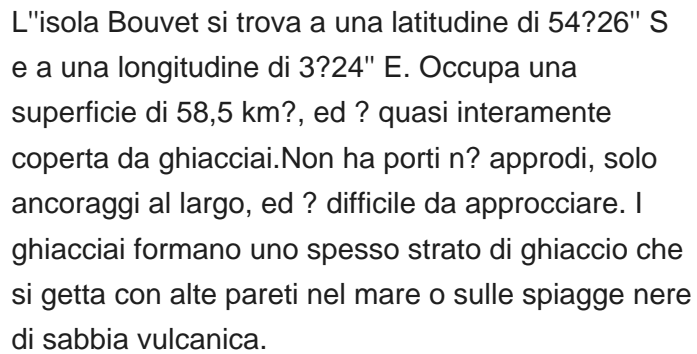 L"isola Bouvet si trova a una latitudine di 54?26" S
e a una longitudine di 3?24" E. Occupa una
superficie di 58,5 km?, ed ? quasi interamente
coperta da ghiacciai.Non ha porti n? approdi, solo
ancoraggi al largo, ed ? difficile da approcciare. I
ghiacciai formano uno spesso strato di ghiaccio che
si getta con alte pareti nel mare o sulle spiagge nere
di sabbia vulcanica.